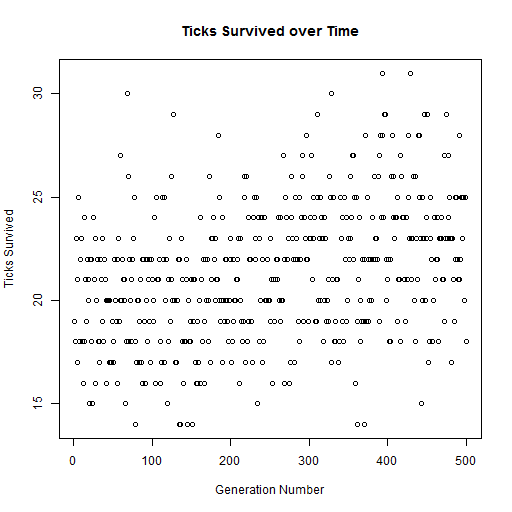 Ticks Survived over Time
Ticks Survived
30
25
20
15
0 100 200 300 400 500
Generation Number